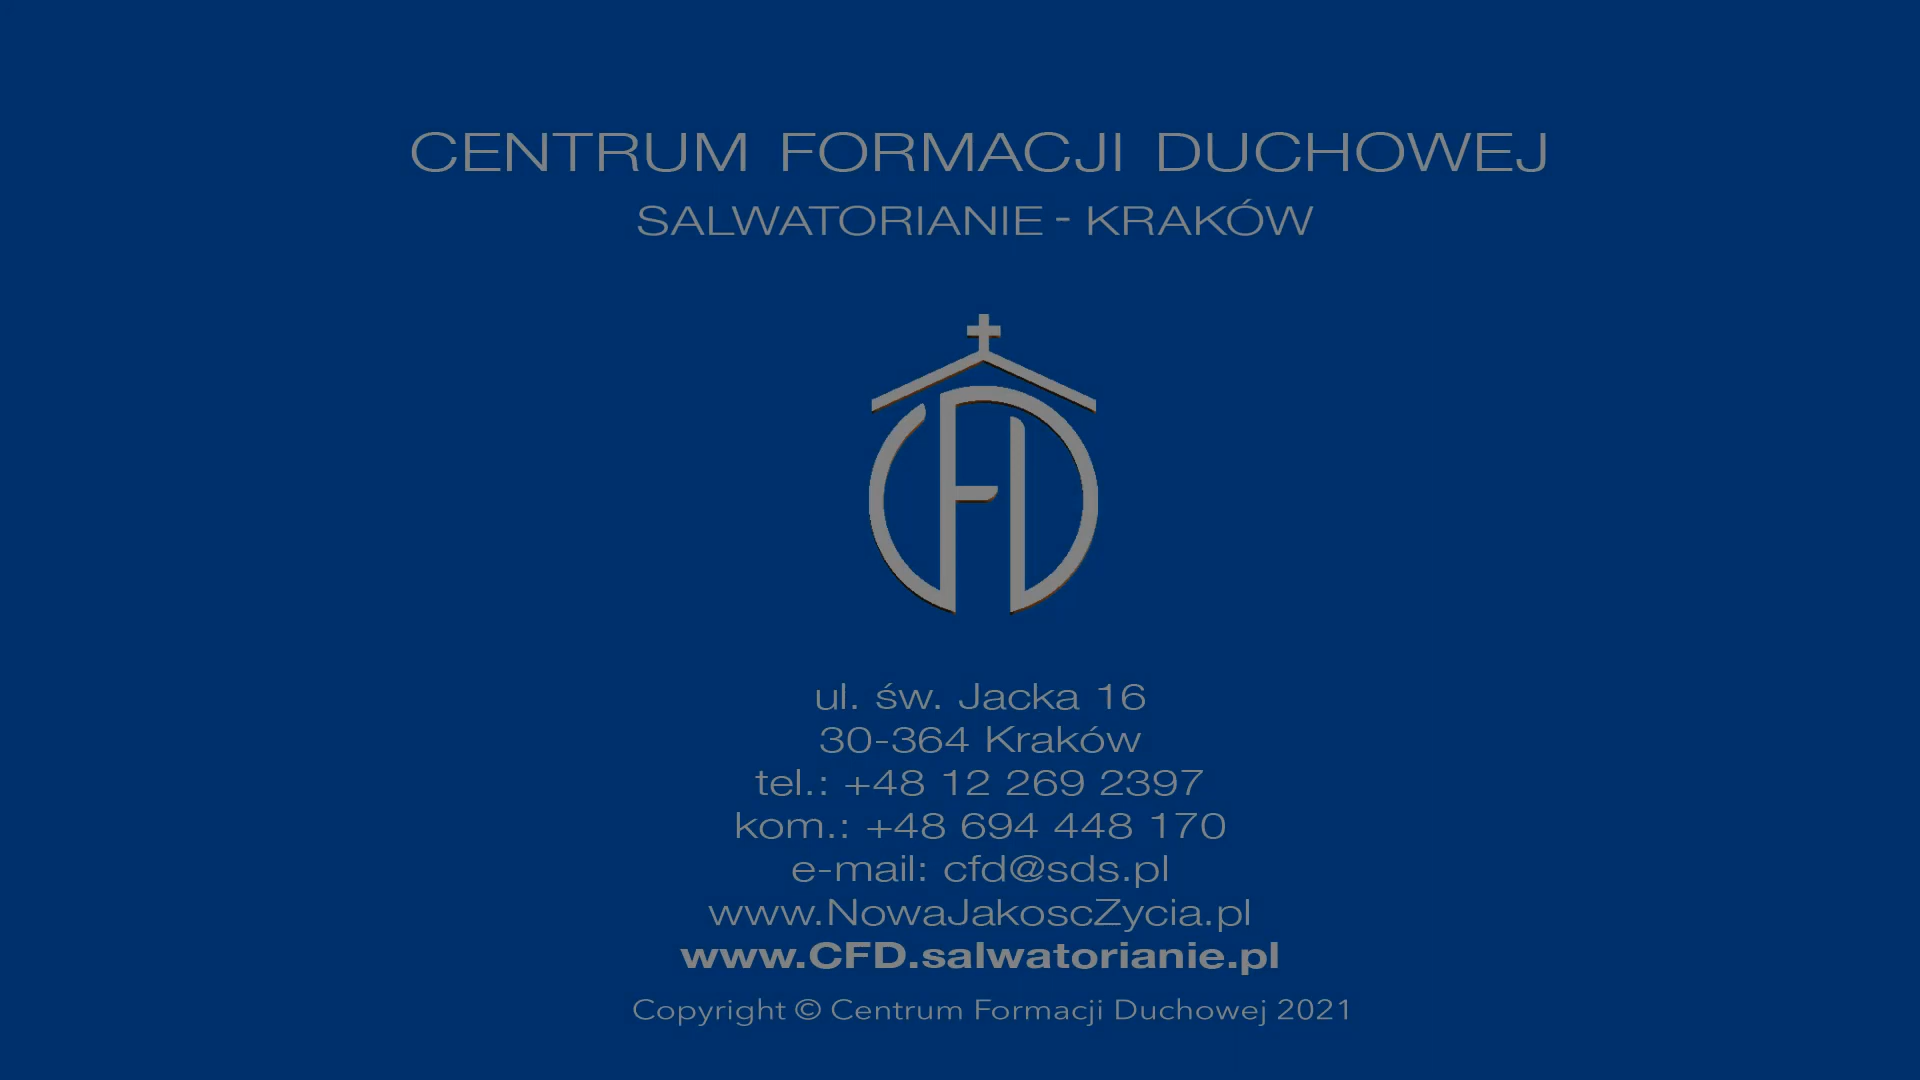 CENTRUM FORMACJI DUCHOWEJ
SALWATORIANIE - KRAKÓW
CFD
ul. św. Jacka 16
30-364 Kraków
tel.: +48 12 269 2397
kom.: +48 694 448 170
e-mail: cfd@sds.pl
www.NowaJakoscZycia.pl
www.CFD.salwatorianie.pl
Copyright © Centrum Formacji Duchowej 2021